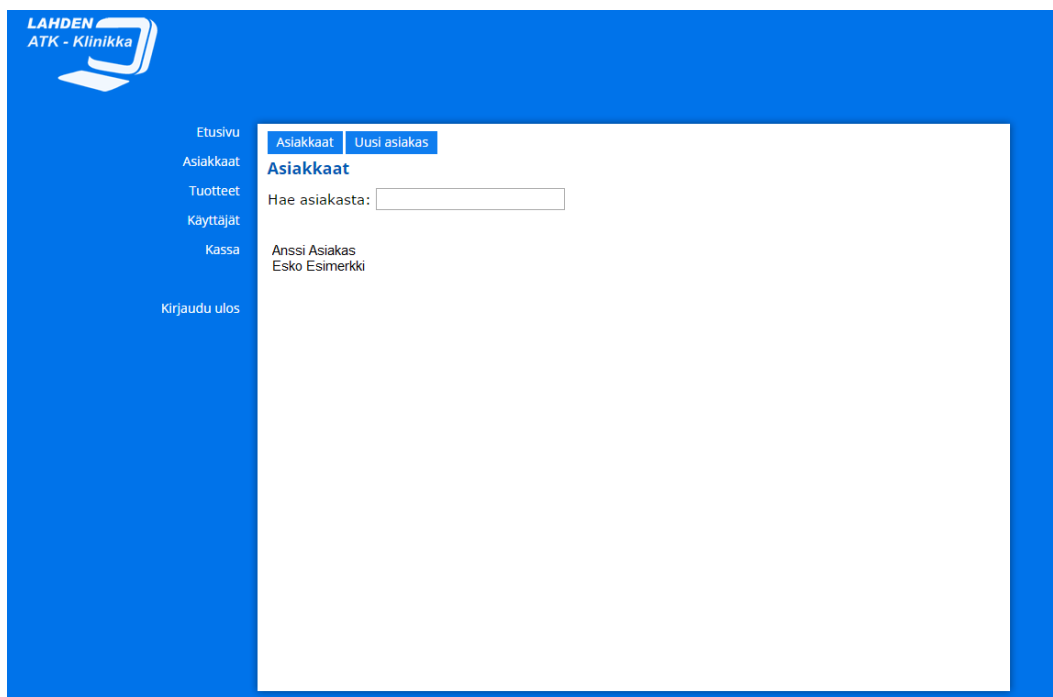 LAHDEN
ATK - Klinikka
Etusivu
Asiakkaat
Tuotteet
Käyttäjät
Kassa
Kirjaudu ulos
Asiakkaat Uusi asiakas
Asiakkaat
Hae asiakasta:
Anssi Asiakas
Esko Esimerkki